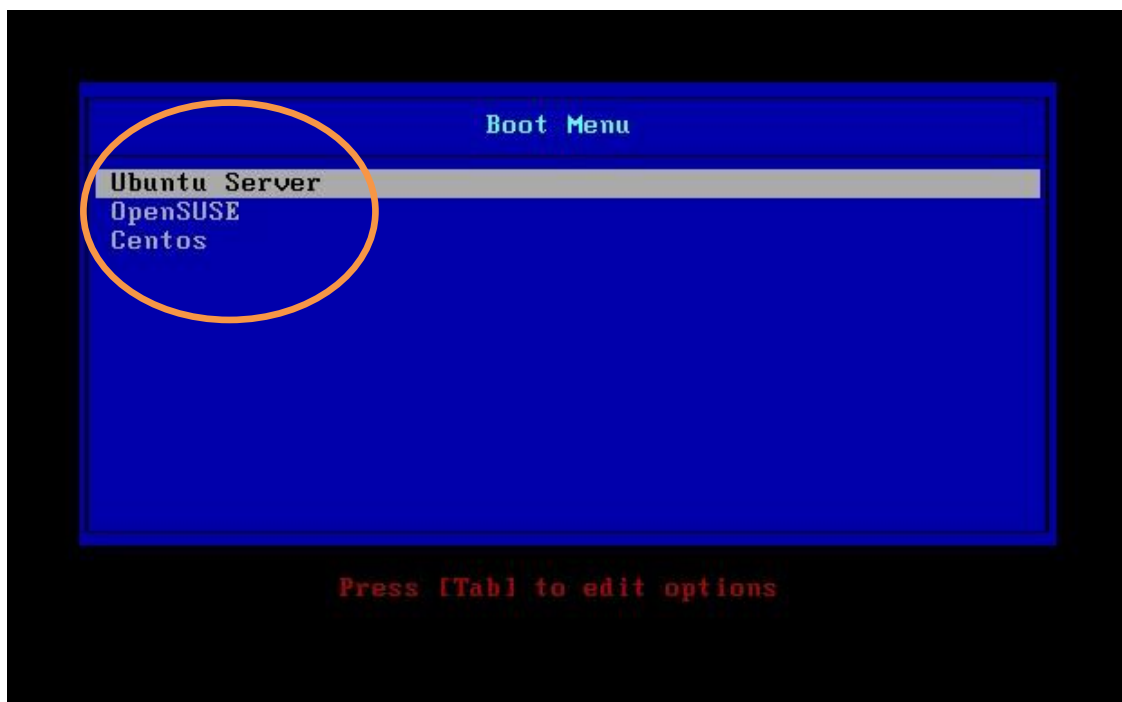 Boot Menu
Ubuntu Server
OpenSUSE
Centos
Press [Tab] to edit options